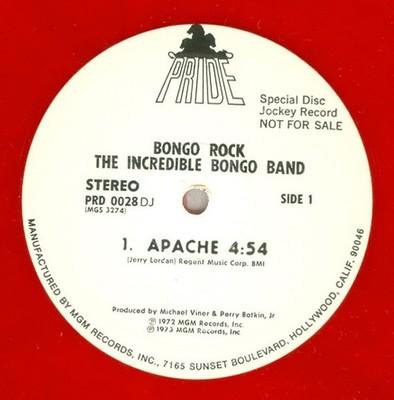 PRIDE
Special Disc
Jockey Record
NOT FOR SALE
BONGO ROCK
THE INCREDIBLE BONGO BAND
STEREO
PRD 0028 DJ
(MGS 3274)
SIDE 1
1. APACHE 4:54
(Jerry Lordan) Regent Music Corp. BMI
Produced by Michael Viner & Perry Botkin, Jr
℗ 1972 MGM Records, Inc
© 1973 MGM Records, Inc
MANUFACTURED BY MGM RECORDS, INC., 7165 SUNSET BOULEVARD, HOLLYWOOD, CALIF. 90046